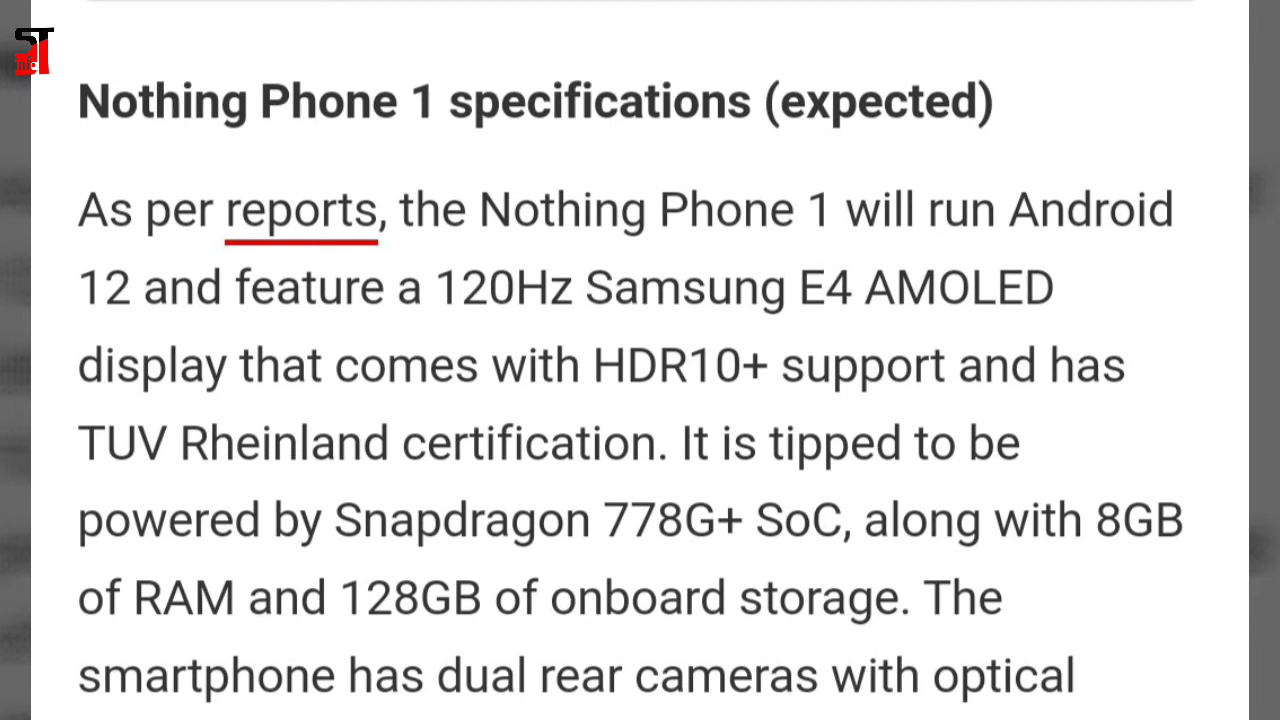 ST
info
Nothing Phone 1 specifications (expected)
As per reports, the Nothing Phone 1 will run Android
12 and feature a 120Hz Samsung E4 AMOLED
display that comes with HDR10+ support and has
TUV Rheinland certification. It is tipped to be
powered by Snapdragon 778G+ SoC, along with 8GB
of RAM and 128GB of onboard storage. The
smartphone has dual rear cameras with optical